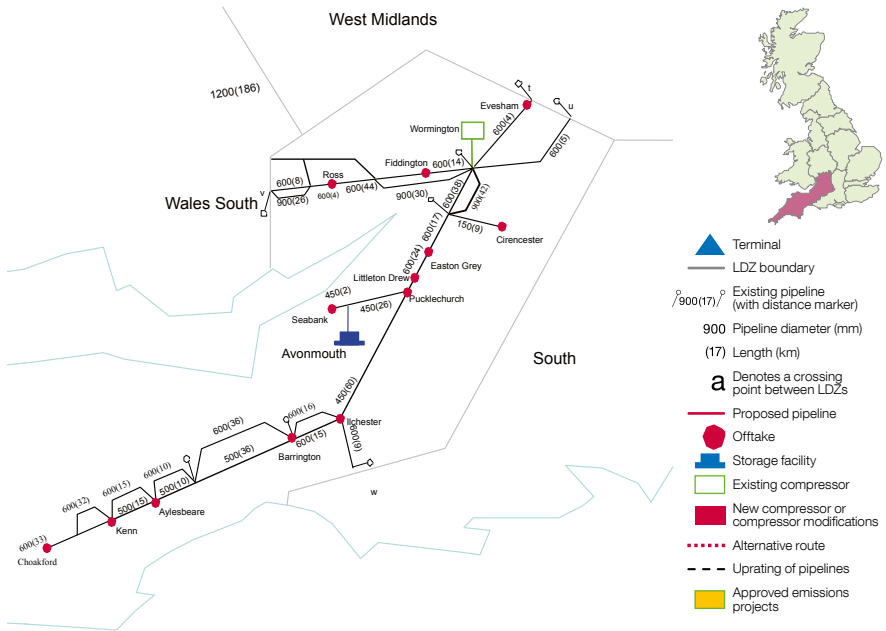 West Midlands
1200(186)
t
Evesham
u
Wormington
600(4)
600(5)
Fiddington
600(14)
Ross
600(8)
600(4)
600(44)
v
900(26)
900(30)
600(38)
900(42)
Wales South
600(17)
150(9)
Cirencester
Easton Grey
600(24)
Littleton Drew
Pucklechurch
450(2)
450(26)
Seabank
Avonmouth
South
450(60)
600(16)
Ilchester
600(36)
600(15)
600(9)
Barrington
500(36)
w
600(10)
500(10)
600(15)
500(15)
Aylesbeare
600(32)
Kenn
600(33)
Choakford
Terminal
LDZ boundary
900(17)
Existing pipeline
(with distance marker)
900
Pipeline diameter (mm)
(17)
Length (km)
a
Denotes a crossing
point between LDZs
Proposed pipeline
Offtake
Storage facility
Existing compressor
New compressor or
compressor modifications
Alternative route
Uprating of pipelines
Approved emissions
projects